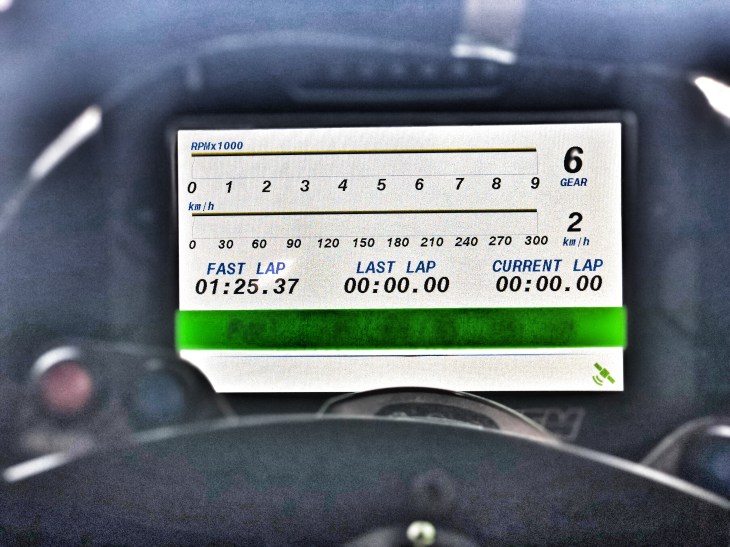 RPMx1000
6
0 1 2 3 4 5 6 7 8 9
GEAR
km/h
2
0 30 60 90 120 150 180 210 240 270 300
km/h
FAST LAP LAST LAP CURRENT LAP
01:25.37 00:00.00 00:00.00